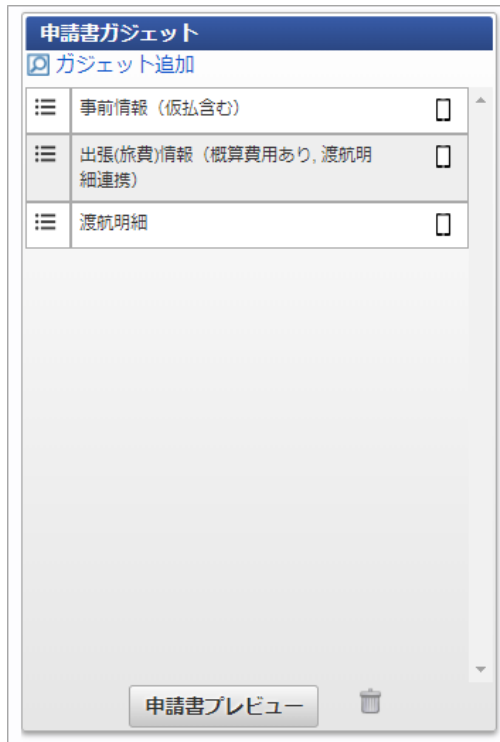 申請書ガジェット
ガジェット追加
事前情報（仮払含む）
出張(旅費)情報（概算費用あり, 渡航明
細連携）
渡航明細
申請書プレビュー